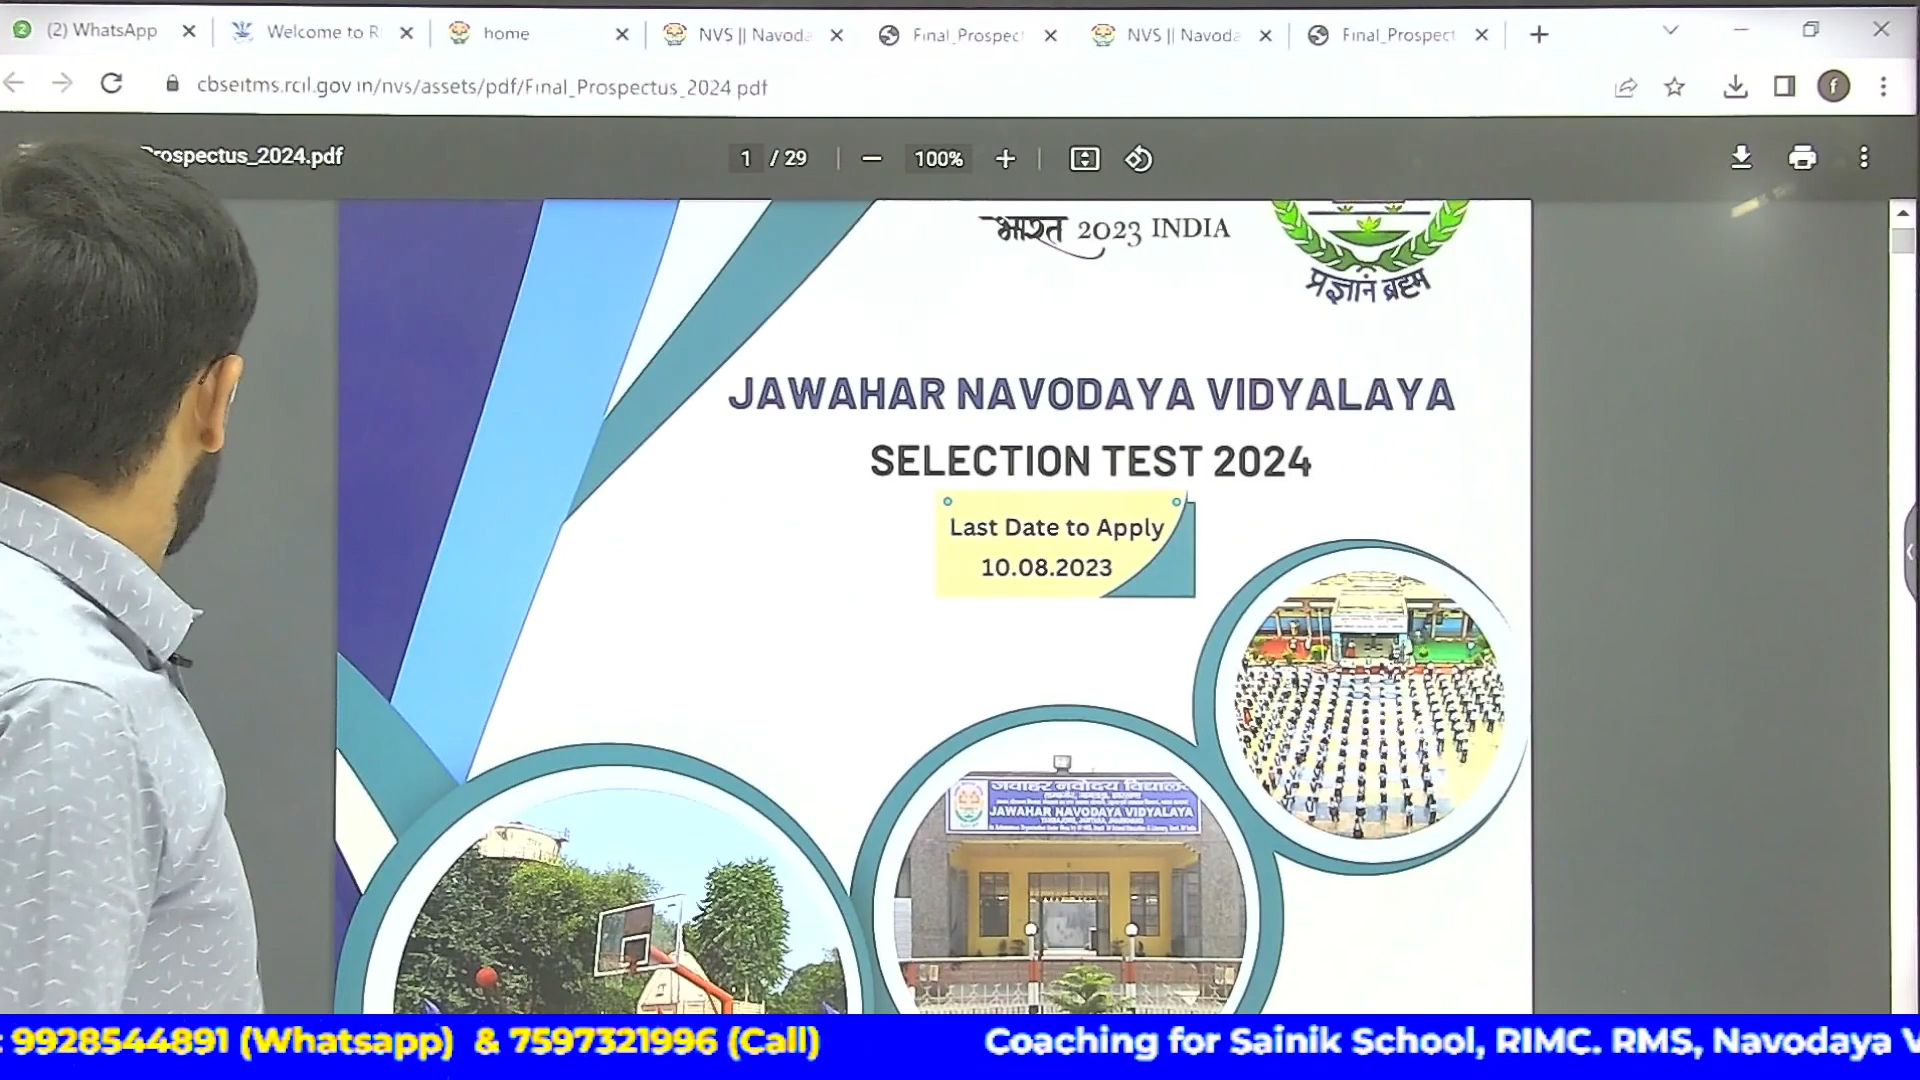 (2) WhatsApp
Welcome to R
home
NVS || Navoda
Final_Prospect
NVS || Navoda
Final_Prospect
cbseitms.rcil.gov.in/nvs/assets/pdf/Final_Prospectus_2024.pdf
f
Prospectus_2024.pdf
1 / 29
100%
भारत 2023 INDIA
प्रज्ञानं ब्रह्म
JAWAHAR NAVODAYA VIDYALAYA
SELECTION TEST 2024
Last Date to Apply
10.08.2023
जवाहर नवोदय विद्यालय
JAWAHAR NAVODAYA VIDYALAYA
: 9928544891 (Whatsapp) & 7597321996 (Call)
Coaching for Sainik School, RIMC. RMS, Navodaya V